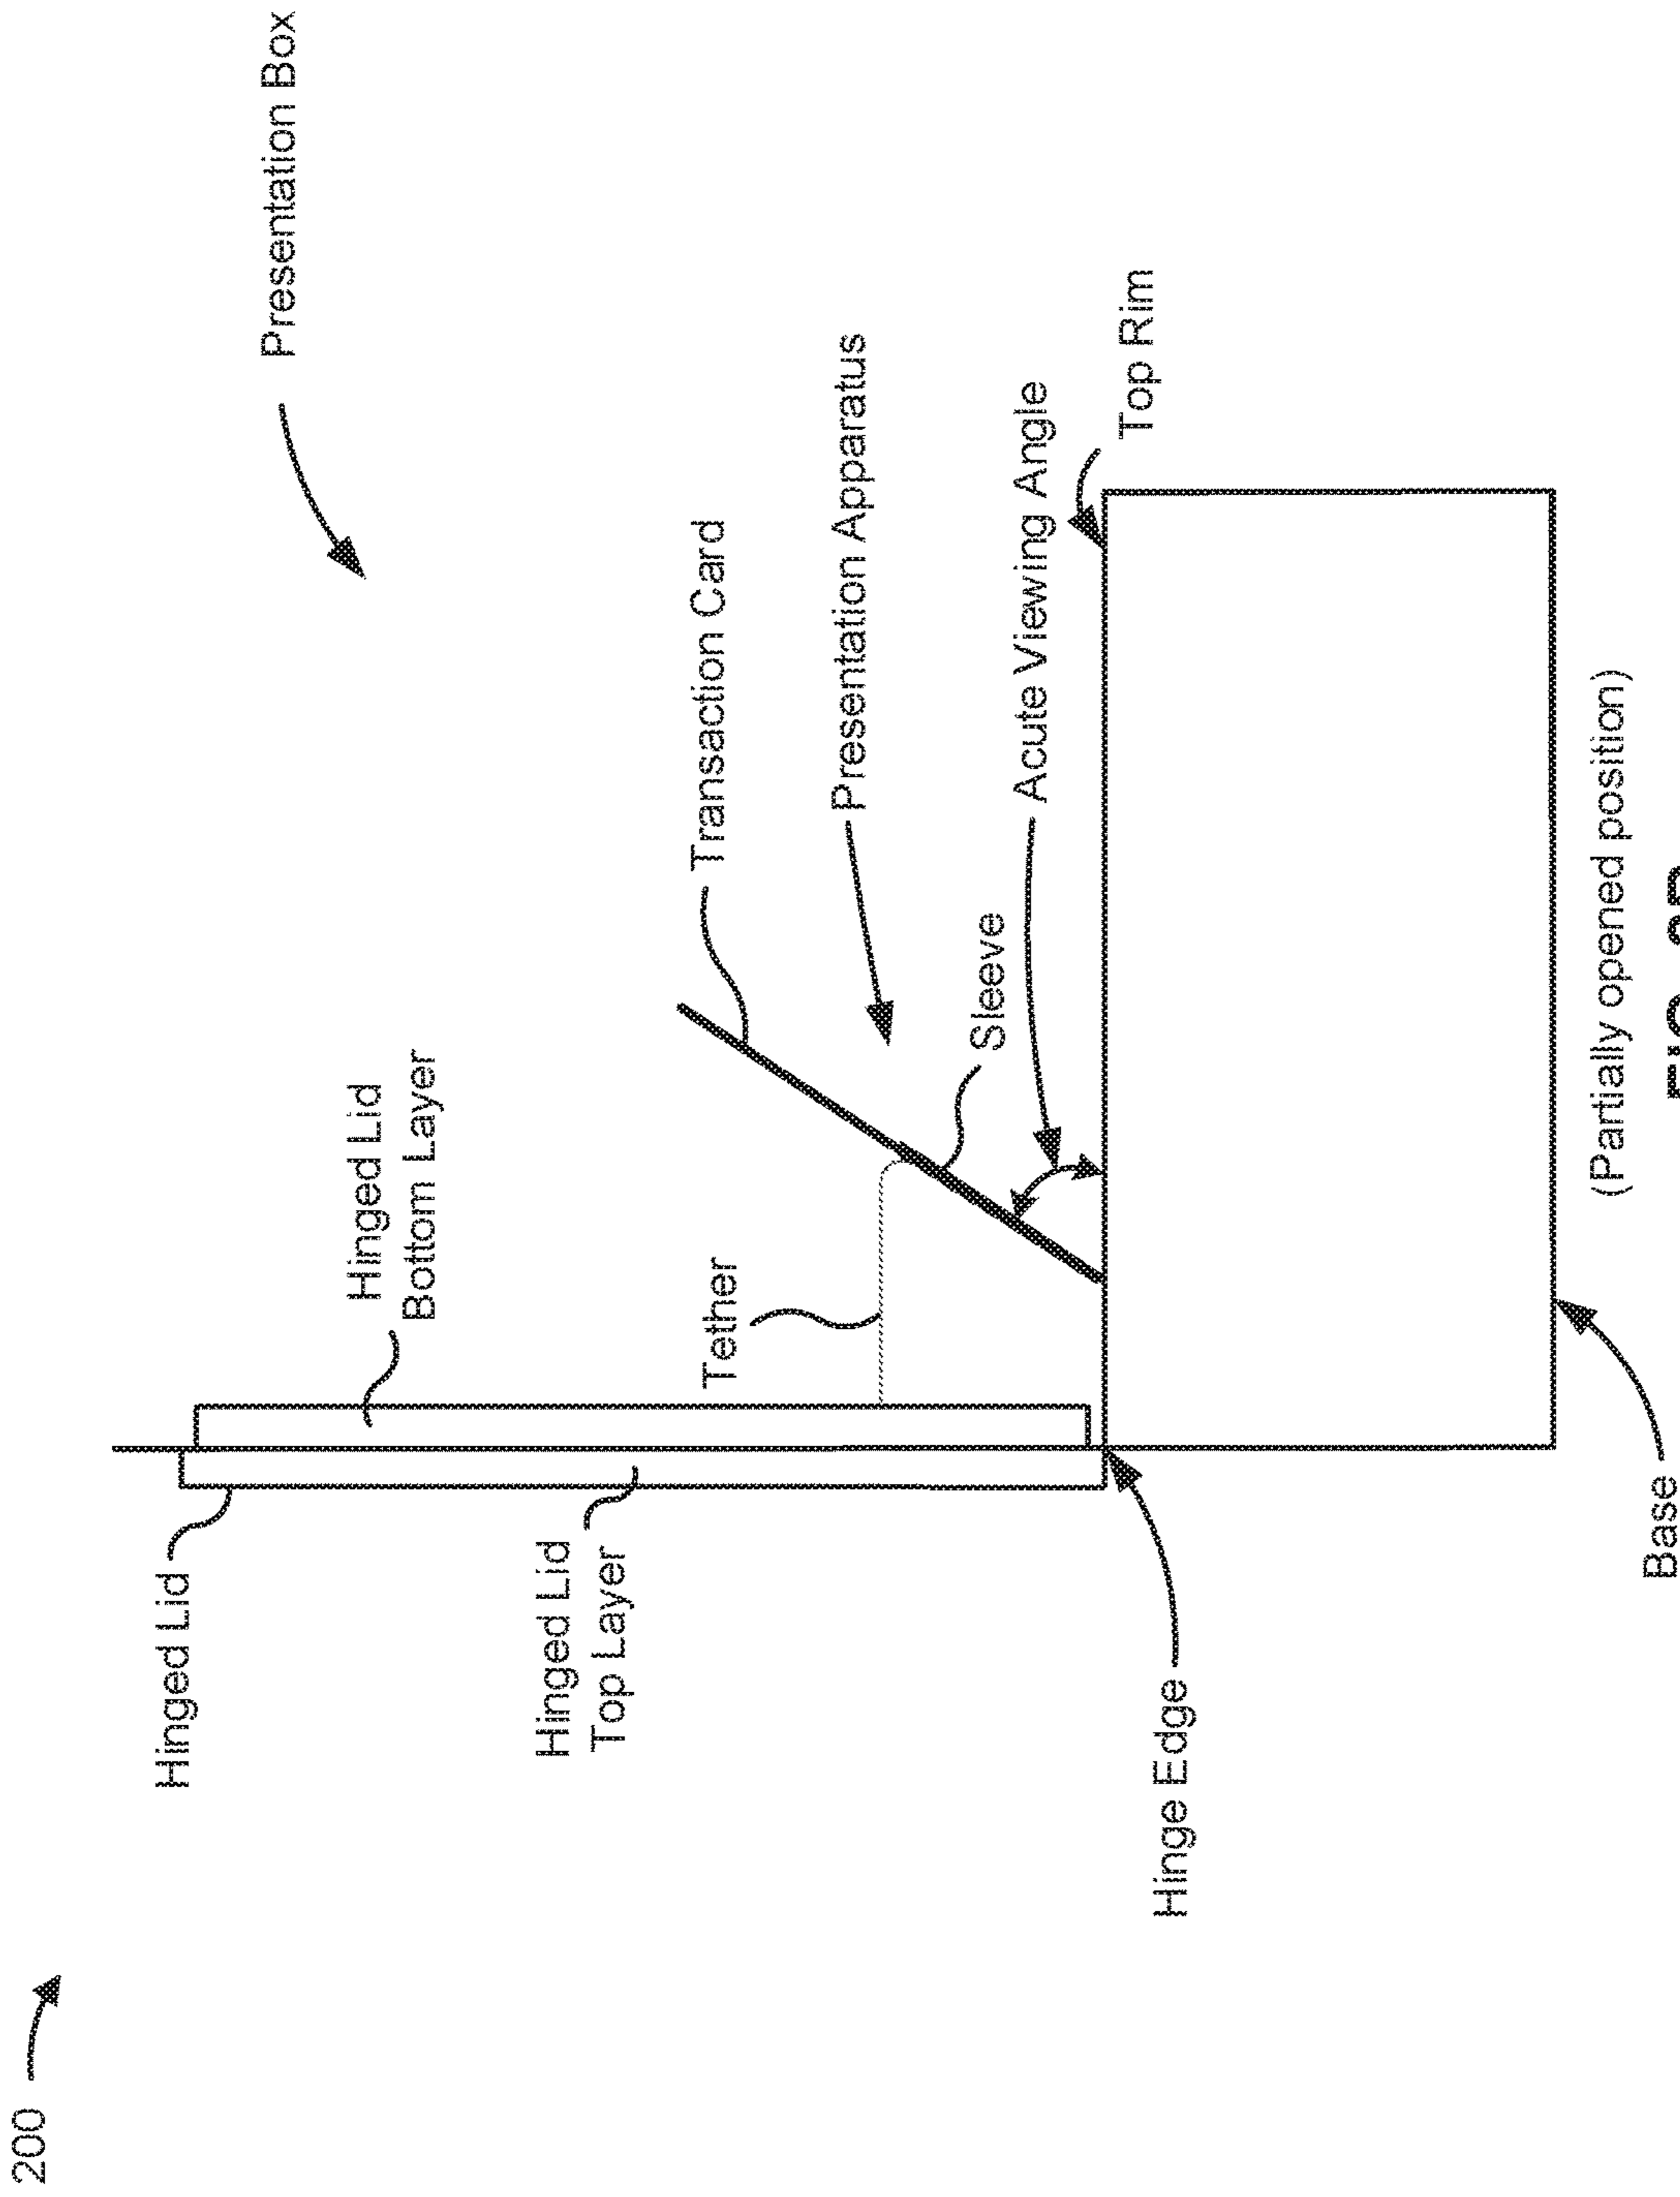 200
Hinged Lid
Presentation Box
Hinged Lid
Bottom Layer
Hinged Lid
Top Layer
Tether
Transaction Card
Presentation Apparatus
Sleeve
Acute Viewing Angle
Top Rim
Hinge Edge
(Partially opened position)
Base
FIG.